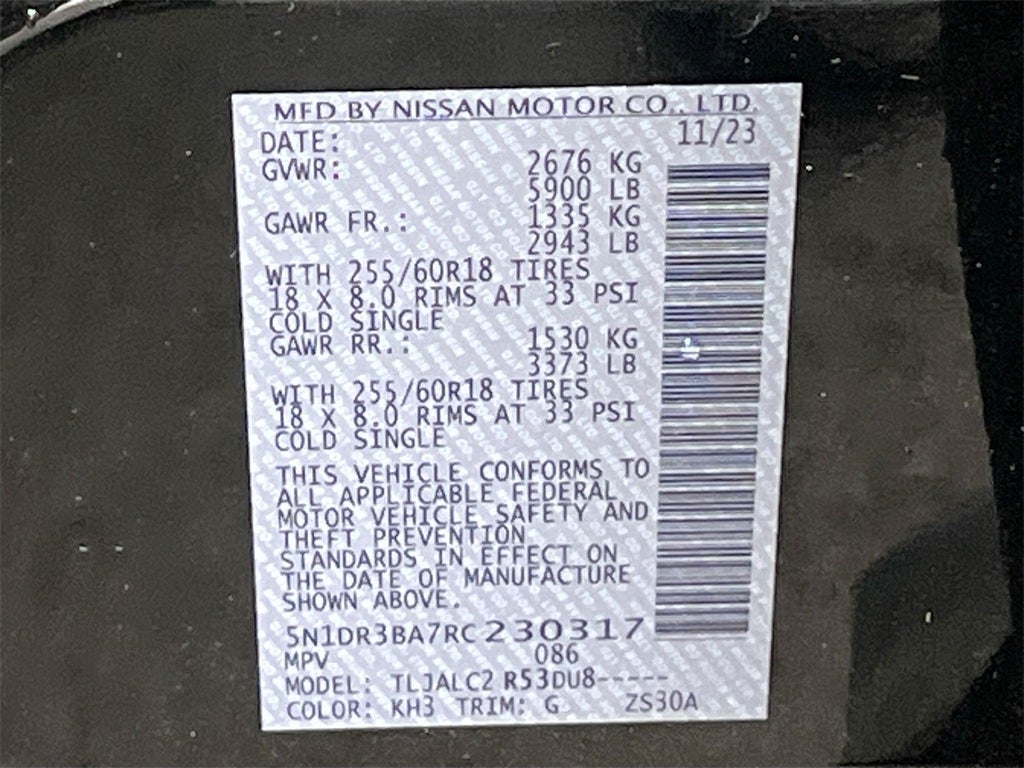 MFD BY NISSAN MOTOR CO., LTD.
DATE: 11/23
GVWR: 2676 KG
5900 LB
GAWR FR.: 1335 KG
2943 LB
WITH 255/60R18 TIRES
18 X 8.0 RIMS AT 33 PSI
COLD SINGLE
GAWR RR.: 1530 KG
3373 LB
WITH 255/60R18 TIRES
18 X 8.0 RIMS AT 33 PSI
COLD SINGLE
THIS VEHICLE CONFORMS TO
ALL APPLICABLE FEDERAL
MOTOR VEHICLE SAFETY AND
THEFT PREVENTION
STANDARDS IN EFFECT ON
THE DATE OF MANUFACTURE
SHOWN ABOVE.
5N1DR3BA7RC230317
MPV 086
MODEL: TLJALC2 R53DU8-----
COLOR: KH3 TRIM: G ZS30A